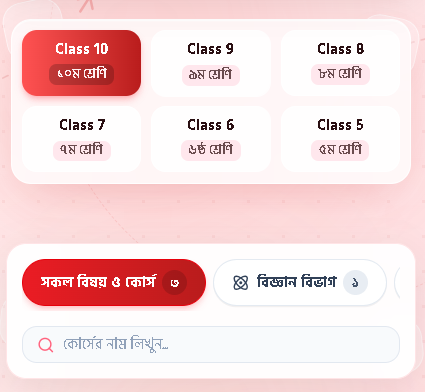 Class 10 Class 9 Class 8
১০ম শ্রেণি ৯ম শ্রেণি ৮ম শ্রেণি
Class 7 Class 6 Class 5
৭ম শ্রেণি ৬ষ্ঠ শ্রেণি ৫ম শ্রেণি
সকল বিষয় ও কোর্স ৩ বিজ্ঞান বিভাগ ১
কোর্সের নাম লিখুন...